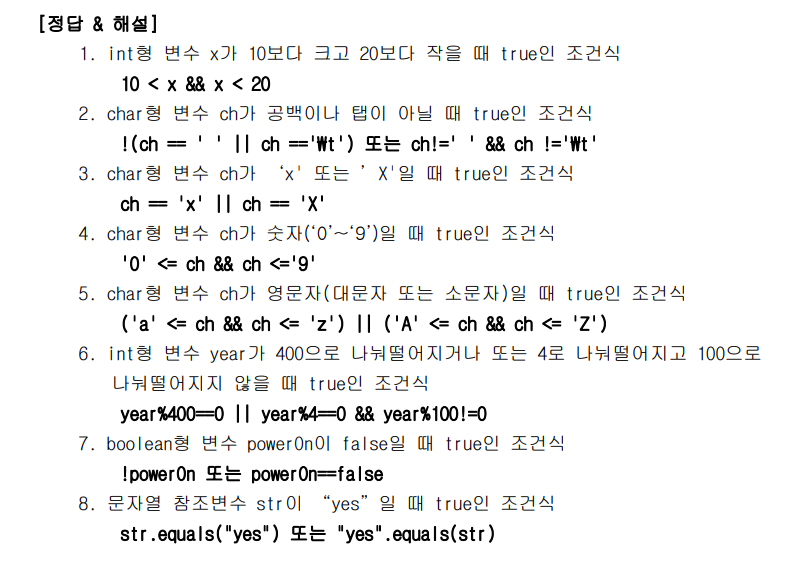 [정답 & 해설]
1. int형 변수 x가 10보다 크고 20보다 작을 때 true인 조건식
10 < x && x < 20
2. char형 변수 ch가 공백이나 탭이 아닐 때 true인 조건식
!(ch == ' ' || ch =='₩t') 또는 ch!=' ' && ch !='₩t'
3. char형 변수 ch가 ‘x' 또는 ’X'일 때 true인 조건식
ch == 'x' || ch == 'X'
4. char형 변수 ch가 숫자(‘0’~‘9’)일 때 true인 조건식
'0' <= ch && ch <='9'
5. char형 변수 ch가 영문자(대문자 또는 소문자)일 때 true인 조건식
('a' <= ch && ch <= 'z') || ('A' <= ch && ch <= 'Z')
6. int형 변수 year가 400으로 나눠떨어지거나 또는 4로 나눠떨어지고 100으로
나눠떨어지지 않을 때 true인 조건식
year%400==0 || year%4==0 && year%100!=0
7. boolean형 변수 powerOn이 false일 때 true인 조건식
!powerOn 또는 powerOn==false
8. 문자열 참조변수 str이 “yes”일 때 true인 조건식
str.equals("yes") 또는 "yes".equals(str)